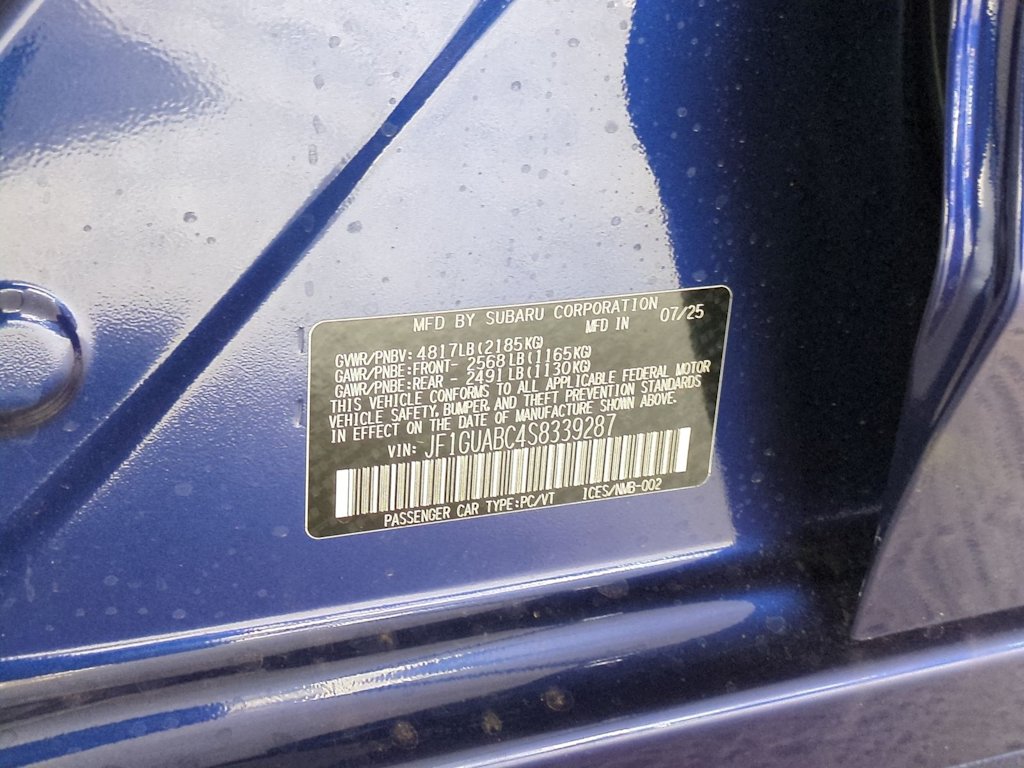 MFD BY SUBARU CORPORATION
MFD IN 07/25
GVWR/PNBV: 4817LB(2185KG)
GAWR/PNBE:FRONT- 2568LB(1165KG)
GAWR/PNBE:REAR - 2491LB(1130KG)
THIS VEHICLE CONFORMS TO ALL APPLICABLE FEDERAL MOTOR
VEHICLE SAFETY, BUMPER, AND THEFT PREVENTION STANDARDS
IN EFFECT ON THE DATE OF MANUFACTURE SHOWN ABOVE.
VIN: JF1GUABC4S8339287
PASSENGER CAR TYPE:PC/VT ICES/NMB-002